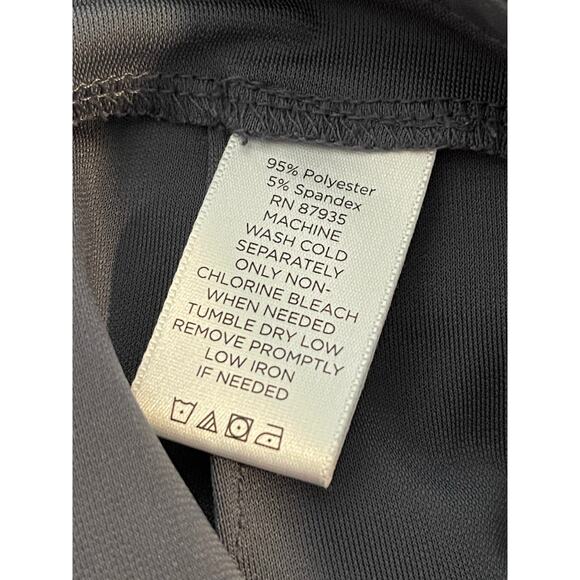 95% Polyester
5% Spandex
RN 87935
MACHINE
WASH COLD
SEPARATELY
ONLY NON-
CHLORINE BLEACH
WHEN NEEDED
TUMBLE DRY LOW
REMOVE PROMPTLY
LOW IRON
IF NEEDED